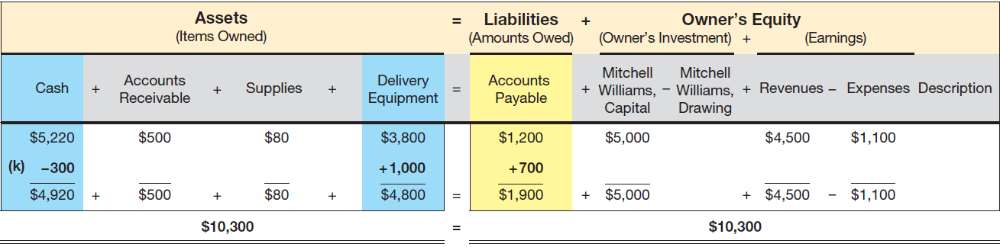 Assets = Liabilities + Owner's Equity
(Items Owned) (Amounts Owed) (Owner's Investment) + (Earnings)
Cash + Accounts Receivable + Supplies + Delivery Equipment = Accounts Payable + Mitchell Williams, Capital − Mitchell Williams, Drawing + Revenues − Expenses Description
$5,220 $500 $80 $3,800 $1,200 $5,000 $4,500 $1,100
(k) −300 +1,000 +700
$4,920 + $500 + $80 + $4,800 = $1,900 + $5,000 + $4,500 − $1,100
$10,300 = $10,300